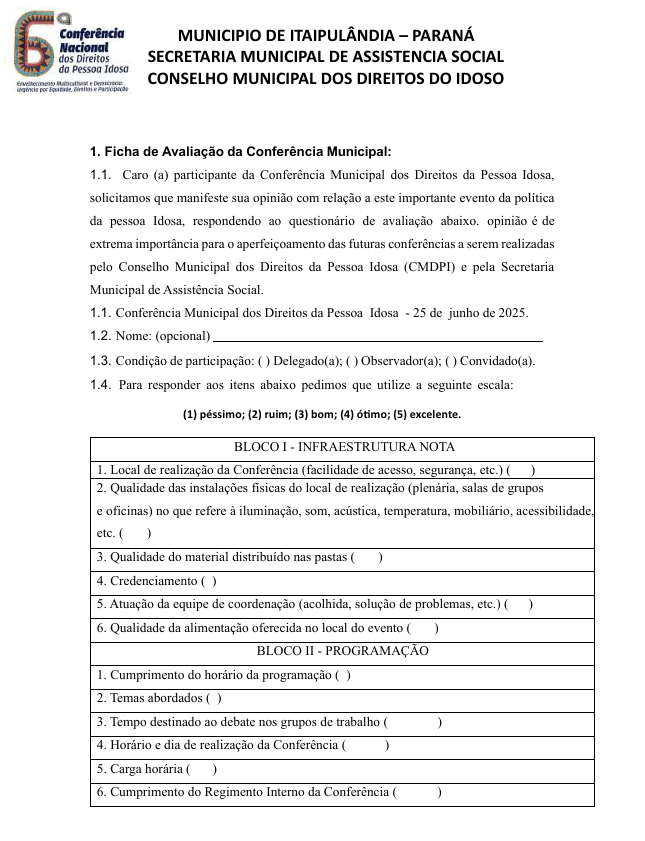 6ª Conferência
Nacional
dos Direitos
da Pessoa Idosa
Envelhecimento Multicultural e Democracia:
Urgência por Equidade, Direitos e Participação
MUNICIPIO DE ITAIPULÂNDIA – PARANÁ
SECRETARIA MUNICIPAL DE ASSISTENCIA SOCIAL
CONSELHO MUNICIPAL DOS DIREITOS DO IDOSO
1. Ficha de Avaliação da Conferência Municipal:
1.1. Caro (a) participante da Conferência Municipal dos Direitos da Pessoa Idosa,
solicitamos que manifeste sua opinião com relação a este importante evento da política
da pessoa Idosa, respondendo ao questionário de avaliação abaixo. opinião é de
extrema importância para o aperfeiçoamento das futuras conferências a serem realizadas
pelo Conselho Municipal dos Direitos da Pessoa Idosa (CMDPI) e pela Secretaria
Municipal de Assistência Social.
1.1. Conferência Municipal dos Direitos da Pessoa Idosa - 25 de junho de 2025.
1.2. Nome: (opcional)
1.3. Condição de participação: ( ) Delegado(a); ( ) Observador(a); ( ) Convidado(a).
1.4. Para responder aos itens abaixo pedimos que utilize a seguinte escala:
(1) péssimo; (2) ruim; (3) bom; (4) ótimo; (5) excelente.
BLOCO I - INFRAESTRUTURA NOTA
1. Local de realização da Conferência (facilidade de acesso, segurança, etc.) ( )
2. Qualidade das instalações físicas do local de realização (plenária, salas de grupos
e oficinas) no que refere à iluminação, som, acústica, temperatura, mobiliário, acessibilidade,
etc. ( )
3. Qualidade do material distribuído nas pastas ( )
4. Credenciamento ( )
5. Atuação da equipe de coordenação (acolhida, solução de problemas, etc.) ( )
6. Qualidade da alimentação oferecida no local do evento ( )
BLOCO II - PROGRAMAÇÃO
1. Cumprimento do horário da programação ( )
2. Temas abordados ( )
3. Tempo destinado ao debate nos grupos de trabalho ( )
4. Horário e dia de realização da Conferência ( )
5. Carga horária ( )
6. Cumprimento do Regimento Interno da Conferência ( )